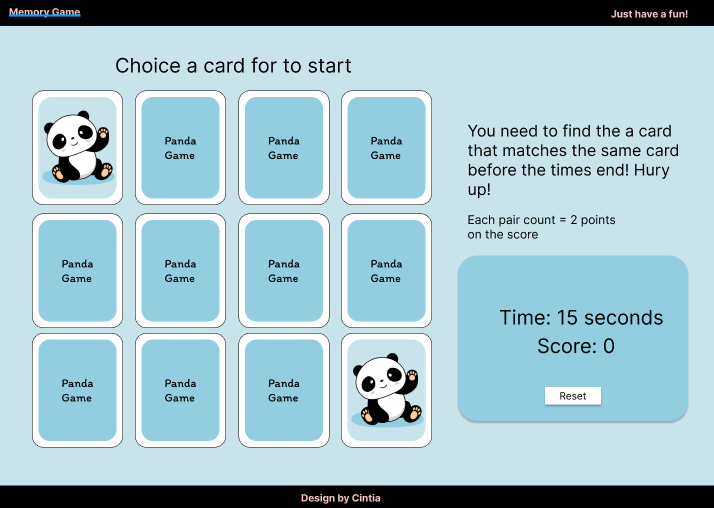 Memory Game
Just have a fun!
Choice a card for to start
Panda
Game
Panda
Game
Panda
Game
Panda
Game
Panda
Game
Panda
Game
Panda
Game
Panda
Game
Panda
Game
Panda
Game
You need to find the a card
that matches the same card
before the times end! Hury
up!
Each pair count = 2 points
on the score
Time: 15 seconds
Score: 0
Reset
Design by Cintia